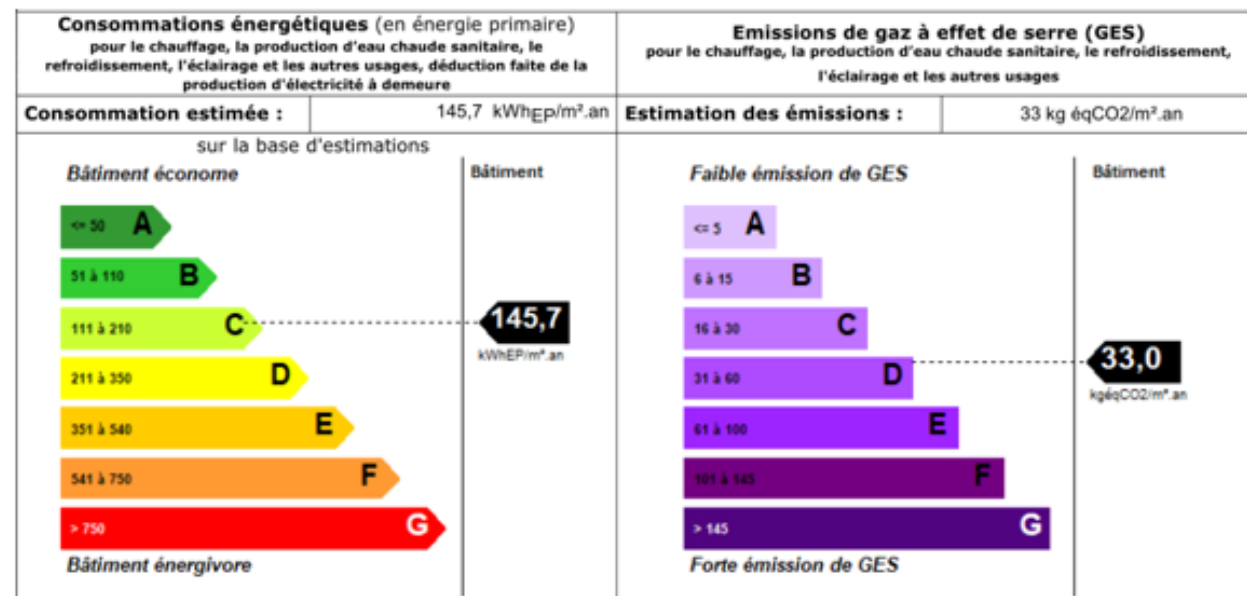 Consommations énergétiques (en énergie primaire)
pour le chauffage, la production d'eau chaude sanitaire, le
refroidissement, l'éclairage et les autres usages, déduction faite de la
production d'électricité à demeure
Consommation estimée :
145,7 kWhEP/m².an
sur la base d'estimations
Bâtiment économe
Bâtiment
<= 50 A
51 à 110 B
111 à 210 C
145,7
kWhEP/m².an
211 à 350 D
351 à 540 E
541 à 750 F
> 750 G
Bâtiment énergivore
Emissions de gaz à effet de serre (GES)
pour le chauffage, la production d'eau chaude sanitaire, le refroidissement,
l'éclairage et les autres usages
Estimation des émissions :
33 kg éqCO2/m².an
Faible émission de GES
Bâtiment
<= 5 A
6 à 15 B
16 à 30 C
31 à 60 D
33,0
kgéqCO2/m².an
61 à 100 E
101 à 145 F
> 145 G
Forte émission de GES